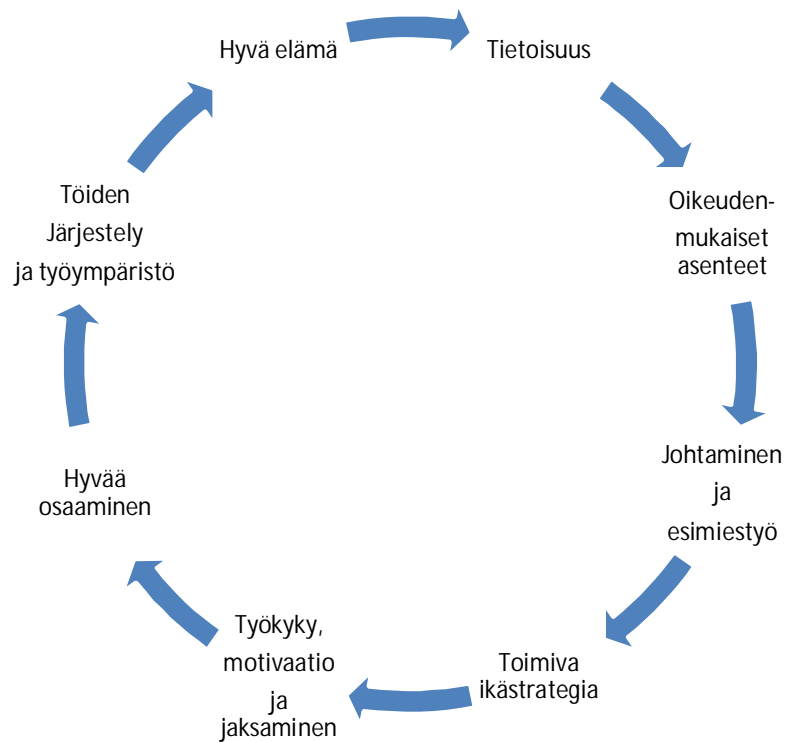 Hyvä elämä
Tietoisuus
Oikeuden-
mukaiset
asenteet
Johtaminen
ja
esimiestyö
Toimiva
ikästrategia
Työkyky,
motivaatio
ja
jaksaminen
Hyvää
osaaminen
Töiden
Järjestely
ja työympäristö